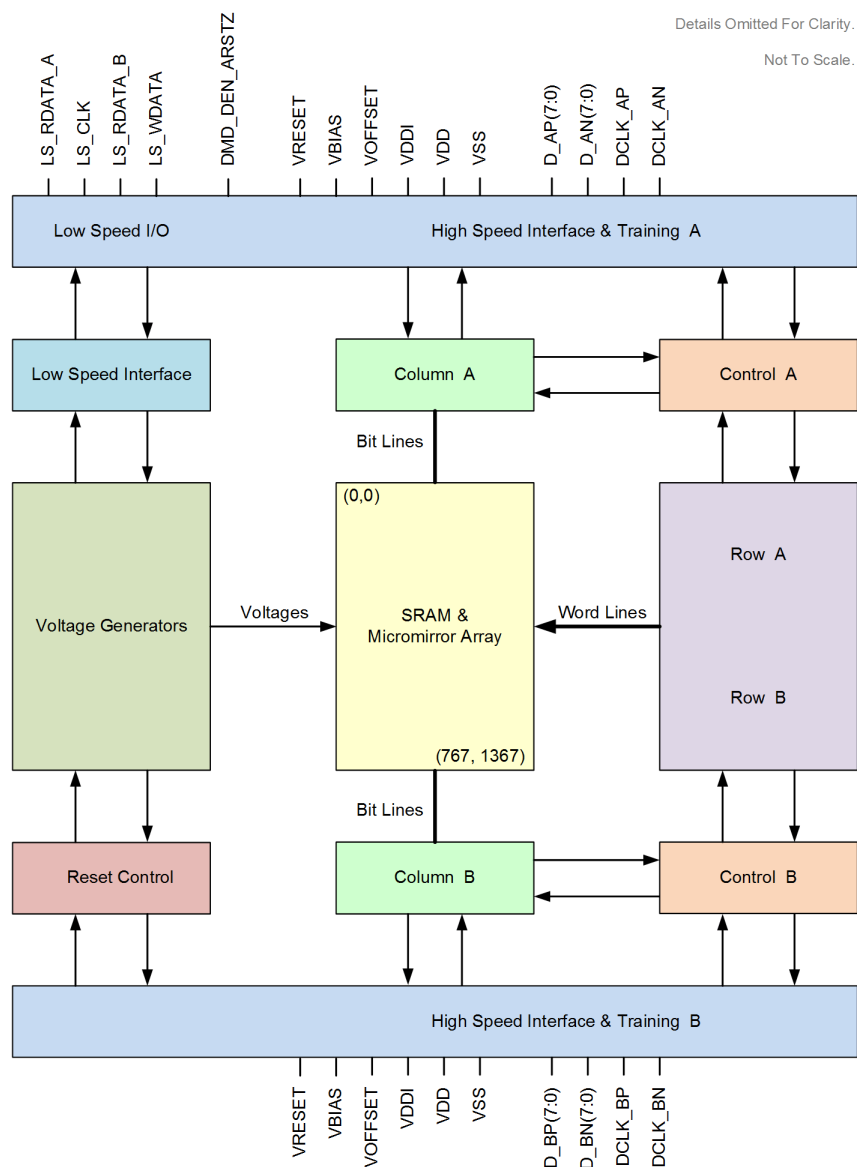 Details Omitted For Clarity.
Not To Scale.
LS_RDATA_A
LS_CLK
LS_RDATA_B
LS_WDATA
DMD_DEN_ARSTZ
VRESET
VBIAS
VOFFSET
VDDI
VDD
VSS
D_AP(7:0)
D_AN(7:0)
DCLK_AP
DCLK_AN
Low Speed I/O
High Speed Interface & Training A
Low Speed Interface
Column A
Control A
Bit Lines
(0,0)
Row A
Voltages
SRAM &
Micromirror Array
Word Lines
Voltage Generators
Row B
(767, 1367)
Bit Lines
Reset Control
Column B
Control B
High Speed Interface & Training B
VRESET
VBIAS
VOFFSET
VDDI
VDD
VSS
D_BP(7:0)
D_BN(7:0)
DCLK_BP
DCLK_BN